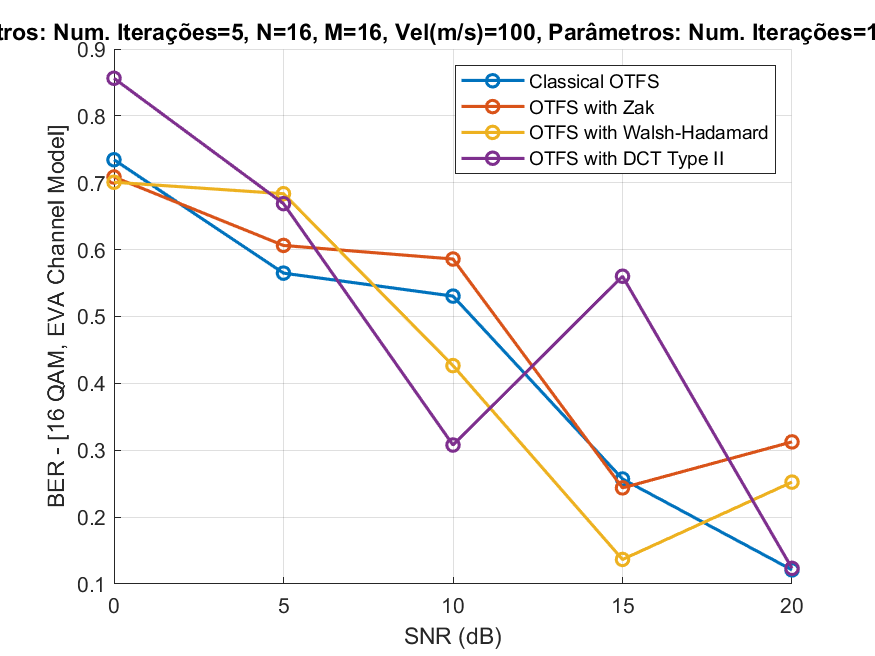 tros: Num. Iterações=5, N=16, M=16, Vel(m/s)=100, Parâmetros: Num. Iterações=1
0.9
0.8
0.7
0.6
0.5
0.4
0.3
0.2
0.1
BER - [16 QAM, EVA Channel Model]
Classical OTFS
OTFS with Zak
OTFS with Walsh-Hadamard
OTFS with DCT Type II
0 5 10 15 20
SNR (dB)